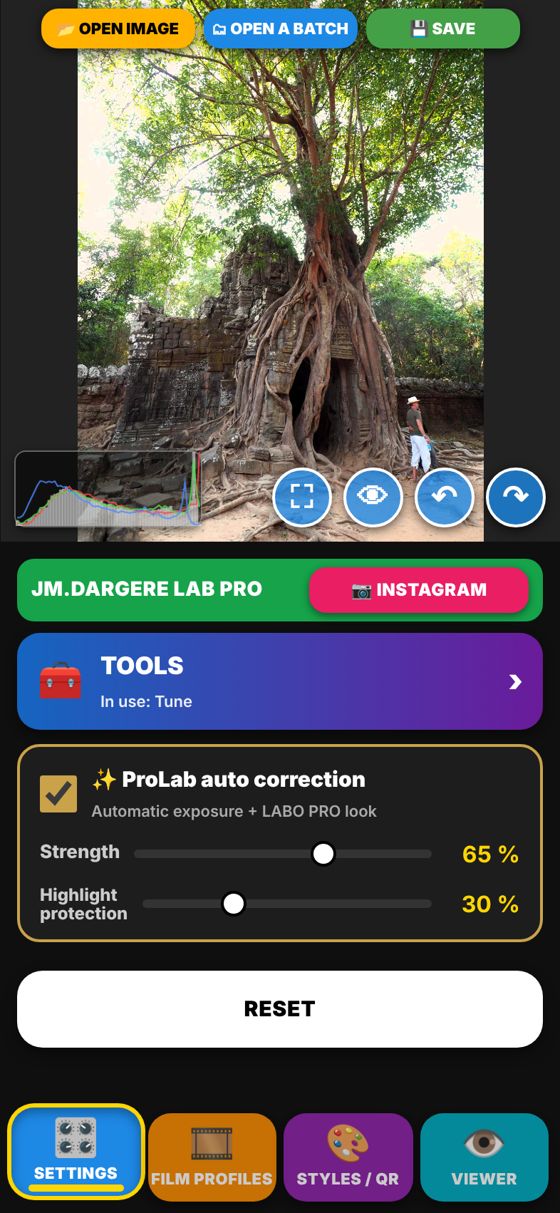 📂 OPEN IMAGE
🗂 OPEN A BATCH
💾 SAVE
JM.DARGERE LAB PRO
📷 INSTAGRAM
TOOLS
In use: Tune
✨ ProLab auto correction
Automatic exposure + LABO PRO look
Strength
65 %
Highlight
protection
30 %
RESET
SETTINGS
FILM PROFILES
STYLES / QR
VIEWER